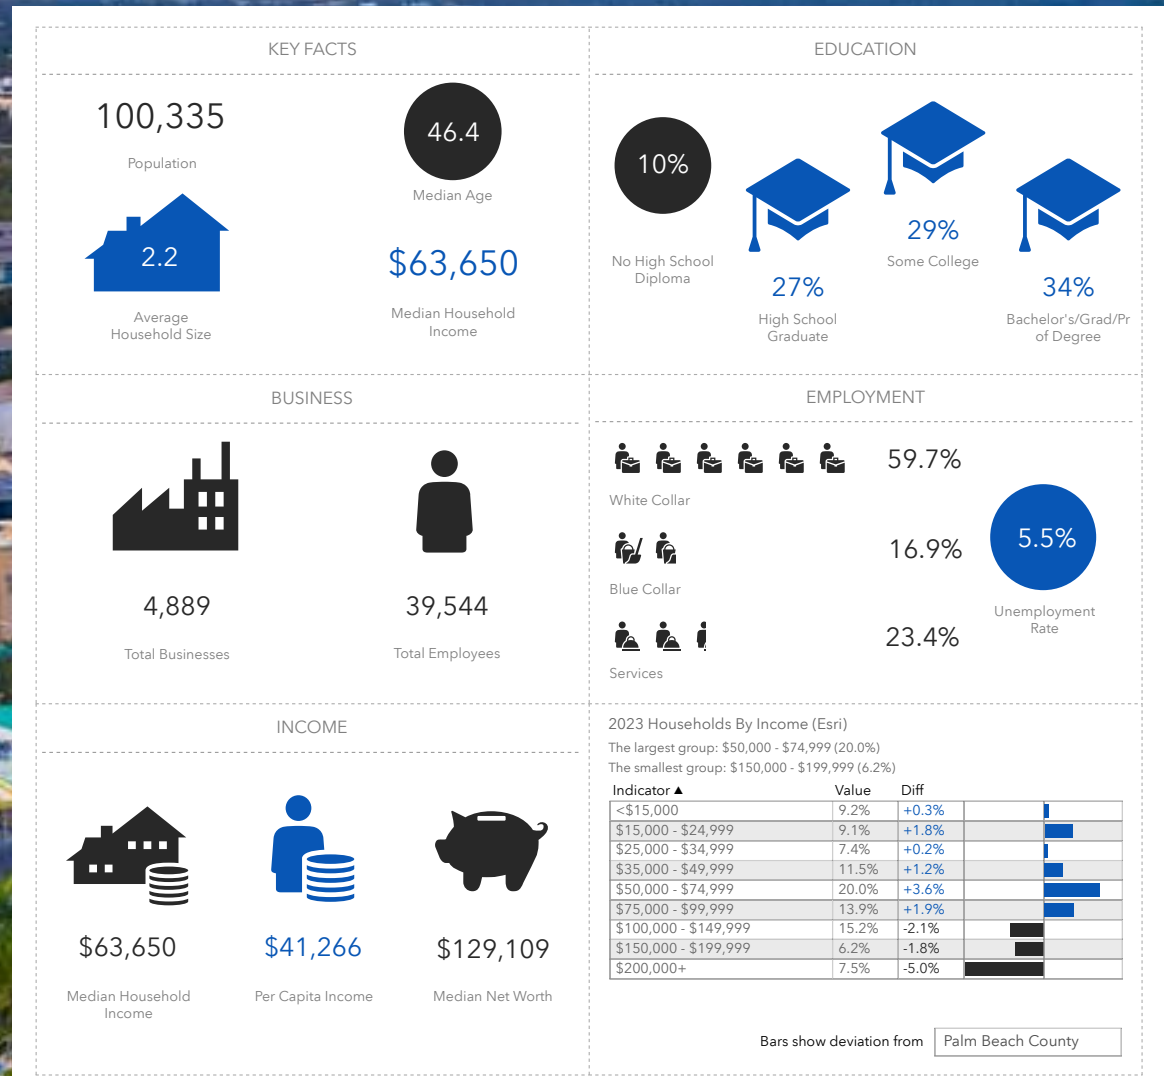 KEY FACTS
100,335
Population
46.4
Median Age
2.2
Average
Household Size
$63,650
Median Household
Income
EDUCATION
10%
No High School
Diploma
27%
High School
Graduate
29%
Some College
34%
Bachelor's/Grad/Pr
of Degree
BUSINESS
4,889
Total Businesses
39,544
Total Employees
EMPLOYMENT
59.7%
White Collar
16.9%
Blue Collar
23.4%
Services
5.5%
Unemployment
Rate
INCOME
$63,650
Median Household
Income
$41,266
Per Capita Income
$129,109
Median Net Worth
2023 Households By Income (Esri)
The largest group: $50,000 - $74,999 (20.0%)
The smallest group: $150,000 - $199,999 (6.2%)
Indicator ▲ Value Diff
<$15,000 9.2% +0.3%
$15,000 - $24,999 9.1% +1.8%
$25,000 - $34,999 7.4% +0.2%
$35,000 - $49,999 11.5% +1.2%
$50,000 - $74,999 20.0% +3.6%
$75,000 - $99,999 13.9% +1.9%
$100,000 - $149,999 15.2% -2.1%
$150,000 - $199,999 6.2% -1.8%
$200,000+ 7.5% -5.0%
Bars show deviation from Palm Beach County